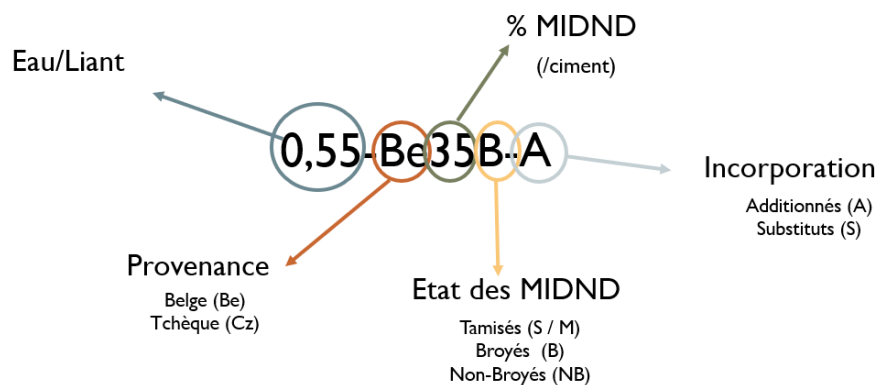 % MIDND
(/ciment)
Eau/Liant
0,55-Be35B-A
Incorporation
Additionnés (A)
Substituts (S)
Provenance
Belge (Be)
Tchèque (Cz)
Etat des MIDND
Tamisés (S / M)
Broyés (B)
Non-Broyés (NB)